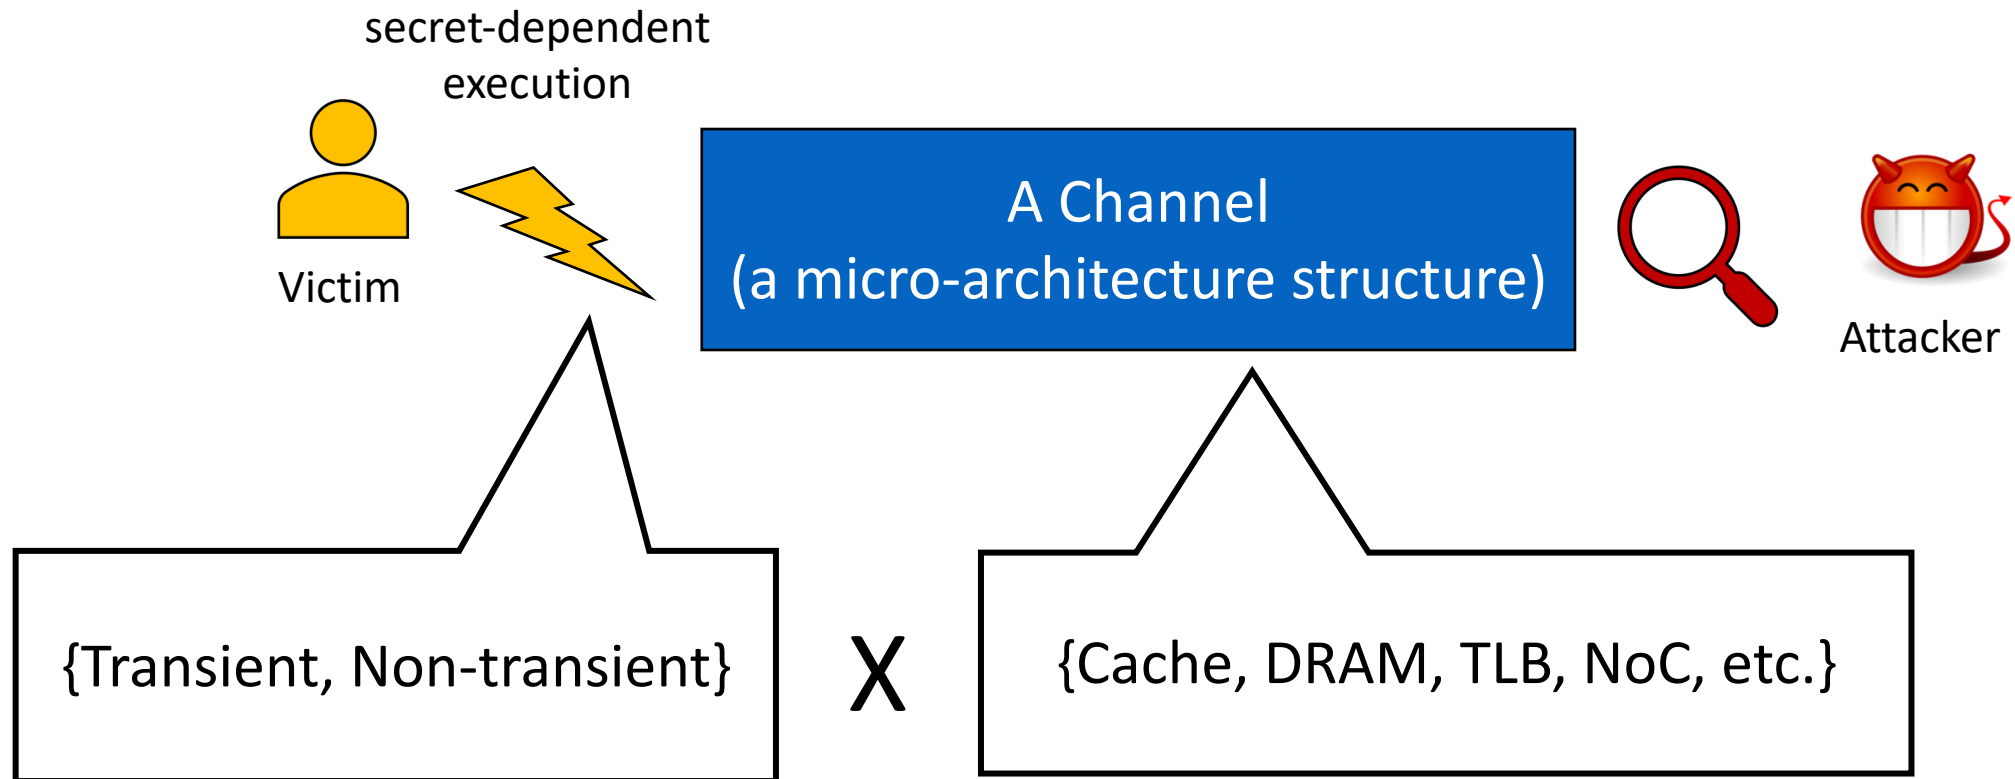 secret-dependent
execution
Victim
A Channel
(a micro-architecture structure)
Attacker
{Transient, Non-transient}
X
{Cache, DRAM, TLB, NoC, etc.}